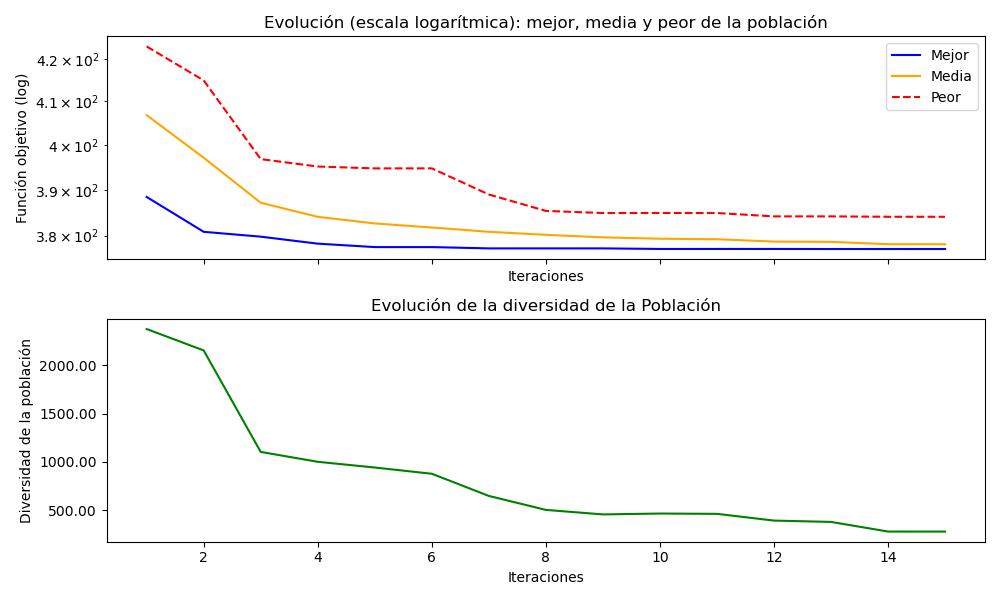 Evolución (escala logarítmica): mejor, media y peor de la población
4.2 × 10²
4.1 × 10²
4 × 10²
3.9 × 10²
3.8 × 10²
Función objetivo (log)
Mejor
Media
Peor
Iteraciones
Evolución de la diversidad de la Población
2000.00
1500.00
1000.00
500.00
Diversidad de la población
2 4 6 8 10 12 14
Iteraciones